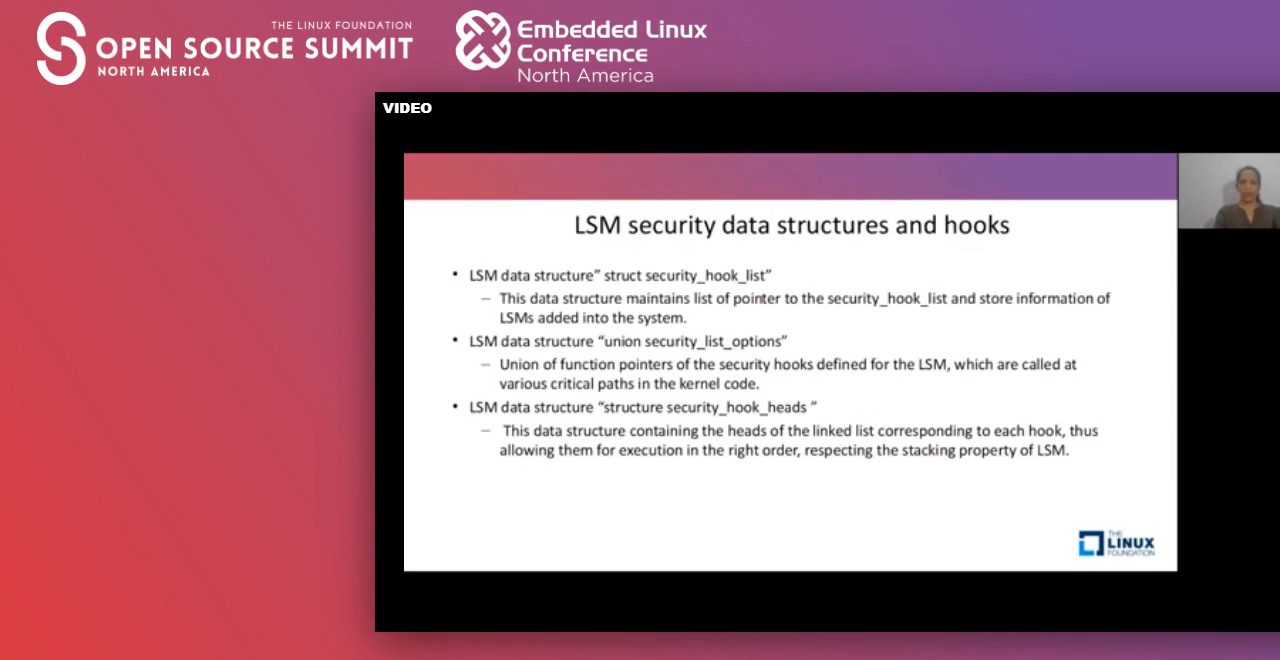 THE LINUX FOUNDATION
OPEN SOURCE SUMMIT
NORTH AMERICA
Embedded Linux
Conference
North America
VIDEO
LSM security data structures and hooks
• LSM data structure” struct security_hook_list”
– This data structure maintains list of pointer to the security_hook_list and store information of
LSMs added into the system.
• LSM data structure “union security_list_options”
– Union of function pointers of the security hooks defined for the LSM, which are called at
various critical paths in the kernel code.
• LSM data structure “structure security_hook_heads ”
– This data structure containing the heads of the linked list corresponding to each hook, thus
allowing them for execution in the right order, respecting the stacking property of LSM.
THE
LINUX
FOUNDATION